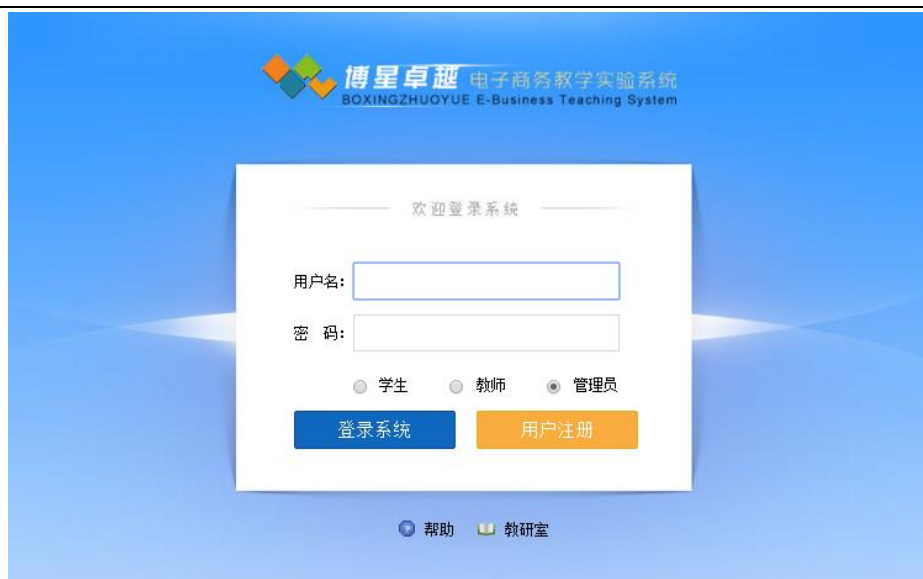 博星卓越 电子商务教学实验系统
BOXINGZHUOYUE E-Business Teaching System
欢迎登录系统
用户名:
密 码:
学生 教师 管理员
登录系统 用户注册
帮助 教研室